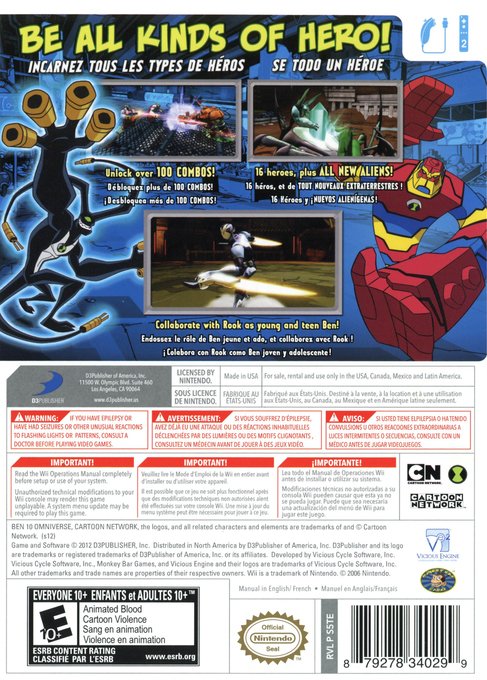 BE ALL KINDS OF HERO!
INCARNEZ TOUS LES TYPES DE HÉROS SE TODO UN HÉROE
2
Unlock over 100 COMBOS!
Débloquez plus de 100 COMBOS!
¡Desbloquea más de 100 COMBOS!
16 heroes, plus ALL NEW ALIENS!
16 héros, et de TOUT NOUVEAUX EXTRATERRESTRES !
16 Héroes y ¡NUEVOS ALIENÍGENAS!
Collaborate with Rook as young and teen Ben!
Endossez le rôle de Ben jeune et ado, et collaborez avec Rook !
¡Colabora con Rook como Ben joven y adolescente!
D3PUBLISHER
D3Publisher of America, Inc.
11500 W. Olympic Blvd. Suite 460
Los Angeles, CA 90064
www.d3publisher.us
LICENSED BY NINTENDO.
SOUS LICENCE DE NINTENDO.
Made in USA
FABRIQUÉ AU ÉTATS-UNIS
For sale, rental and use only in the USA, Canada, Mexico and Latin America.
Fabriqué aux États-Unis. Destiné à la vente, à la location et à une utilisation
aux États-Unis, au Canada, au Mexique et en Amérique latine seulement.
WARNING: IF YOU HAVE EPILEPSY OR
HAVE HAD SEIZURES OR OTHER UNUSUAL REACTIONS
TO FLASHING LIGHTS OR PATTERNS, CONSULT A
DOCTOR BEFORE PLAYING VIDEO GAMES.
AVERTISSEMENT: SI VOUS SOUFFREZ D'ÉPILEPSIE,
AVEZ DÉJÀ EU UNE ATTAQUE OU DES RÉACTIONS INHABITUELLES
DÉCLENCHÉES PAR DES LUMIÈRES OU DES MOTIFS CLIGNOTANTS,
CONSULTEZ UN MÉDECIN AVANT DE JOUER À DES JEUX VIDÉO.
AVISO: SI USTED TIENE EPILEPSIA O HA TENIDO
CONVULSIONES U OTRAS REACCIONES EXTRAORDINARIAS A
LUCES INTERMITENTES O SECUENCIAS, CONSULTE CON UN
MÉDICO ANTES DE JUGAR VIDEOJUEGOS.
IMPORTANT!
Read the Wii Operations Manual completely
before setup or use of your system.
Unauthorized technical modifications to your
Wii console may render this game
unplayable. A system menu update may be
required to play this game.
IMPORTANT!
Veuillez lire le Mode d'Emploi de la Wii en entier avant
d'installer ou d'utiliser votre appareil.
Il est possible que ce jeu ne soit plus fonctionnel après
que des modifications techniques non autorisées aient
été effectuées sur votre console Wii. Une mise à jour du
menu système peut être requise pour jouer à ce jeu.
¡IMPORTANTE!
Lea todo el Manual de Operaciones Wii
antes de instalar o utilizar su sistema.
Modificaciones técnicas no autorizadas a su
consola Wii pueden causar que esta ya no
se pueda jugar. Puede que sea necesaria
una actualización del menú de Wii para
jugar este juego.
CN
CARTOON NETWORK.
CARTOON NETWORK
BEN 10 OMNIVERSE, CARTOON NETWORK, the logos, and all related characters and elements are trademarks of and © Cartoon
Network. (s12)
Game and Software © 2012 D3PUBLISHER, Inc. Distributed in North America by D3Publisher of America, Inc. D3Publisher and its logo
are trademarks or registered trademarks of D3Publisher of America, Inc. or its affiliates. Developed by Vicious Cycle Software, Inc.
Vicious Cycle Software, Inc., Monkey Bar Games, and Vicious Engine and their logos are trademarks of Vicious Cycle Software, Inc.
All other trademarks and trade names are properties of their respective owners. Wii is a trademark of Nintendo. © 2006 Nintendo.
VICIOUS ENGINE
Manual in English/ French • Manuel en Anglais/Français
EVERYONE 10+ ENFANTS et ADULTES 10+
E
10+
Animated Blood
Cartoon Violence
Sang en animation
Violence en animation
ESRB CONTENT RATING
CLASSIFIÉ PAR L'ESRB
www.esrb.org
Official
Nintendo
Seal
RVL P S5TE
8 79278 34029 9